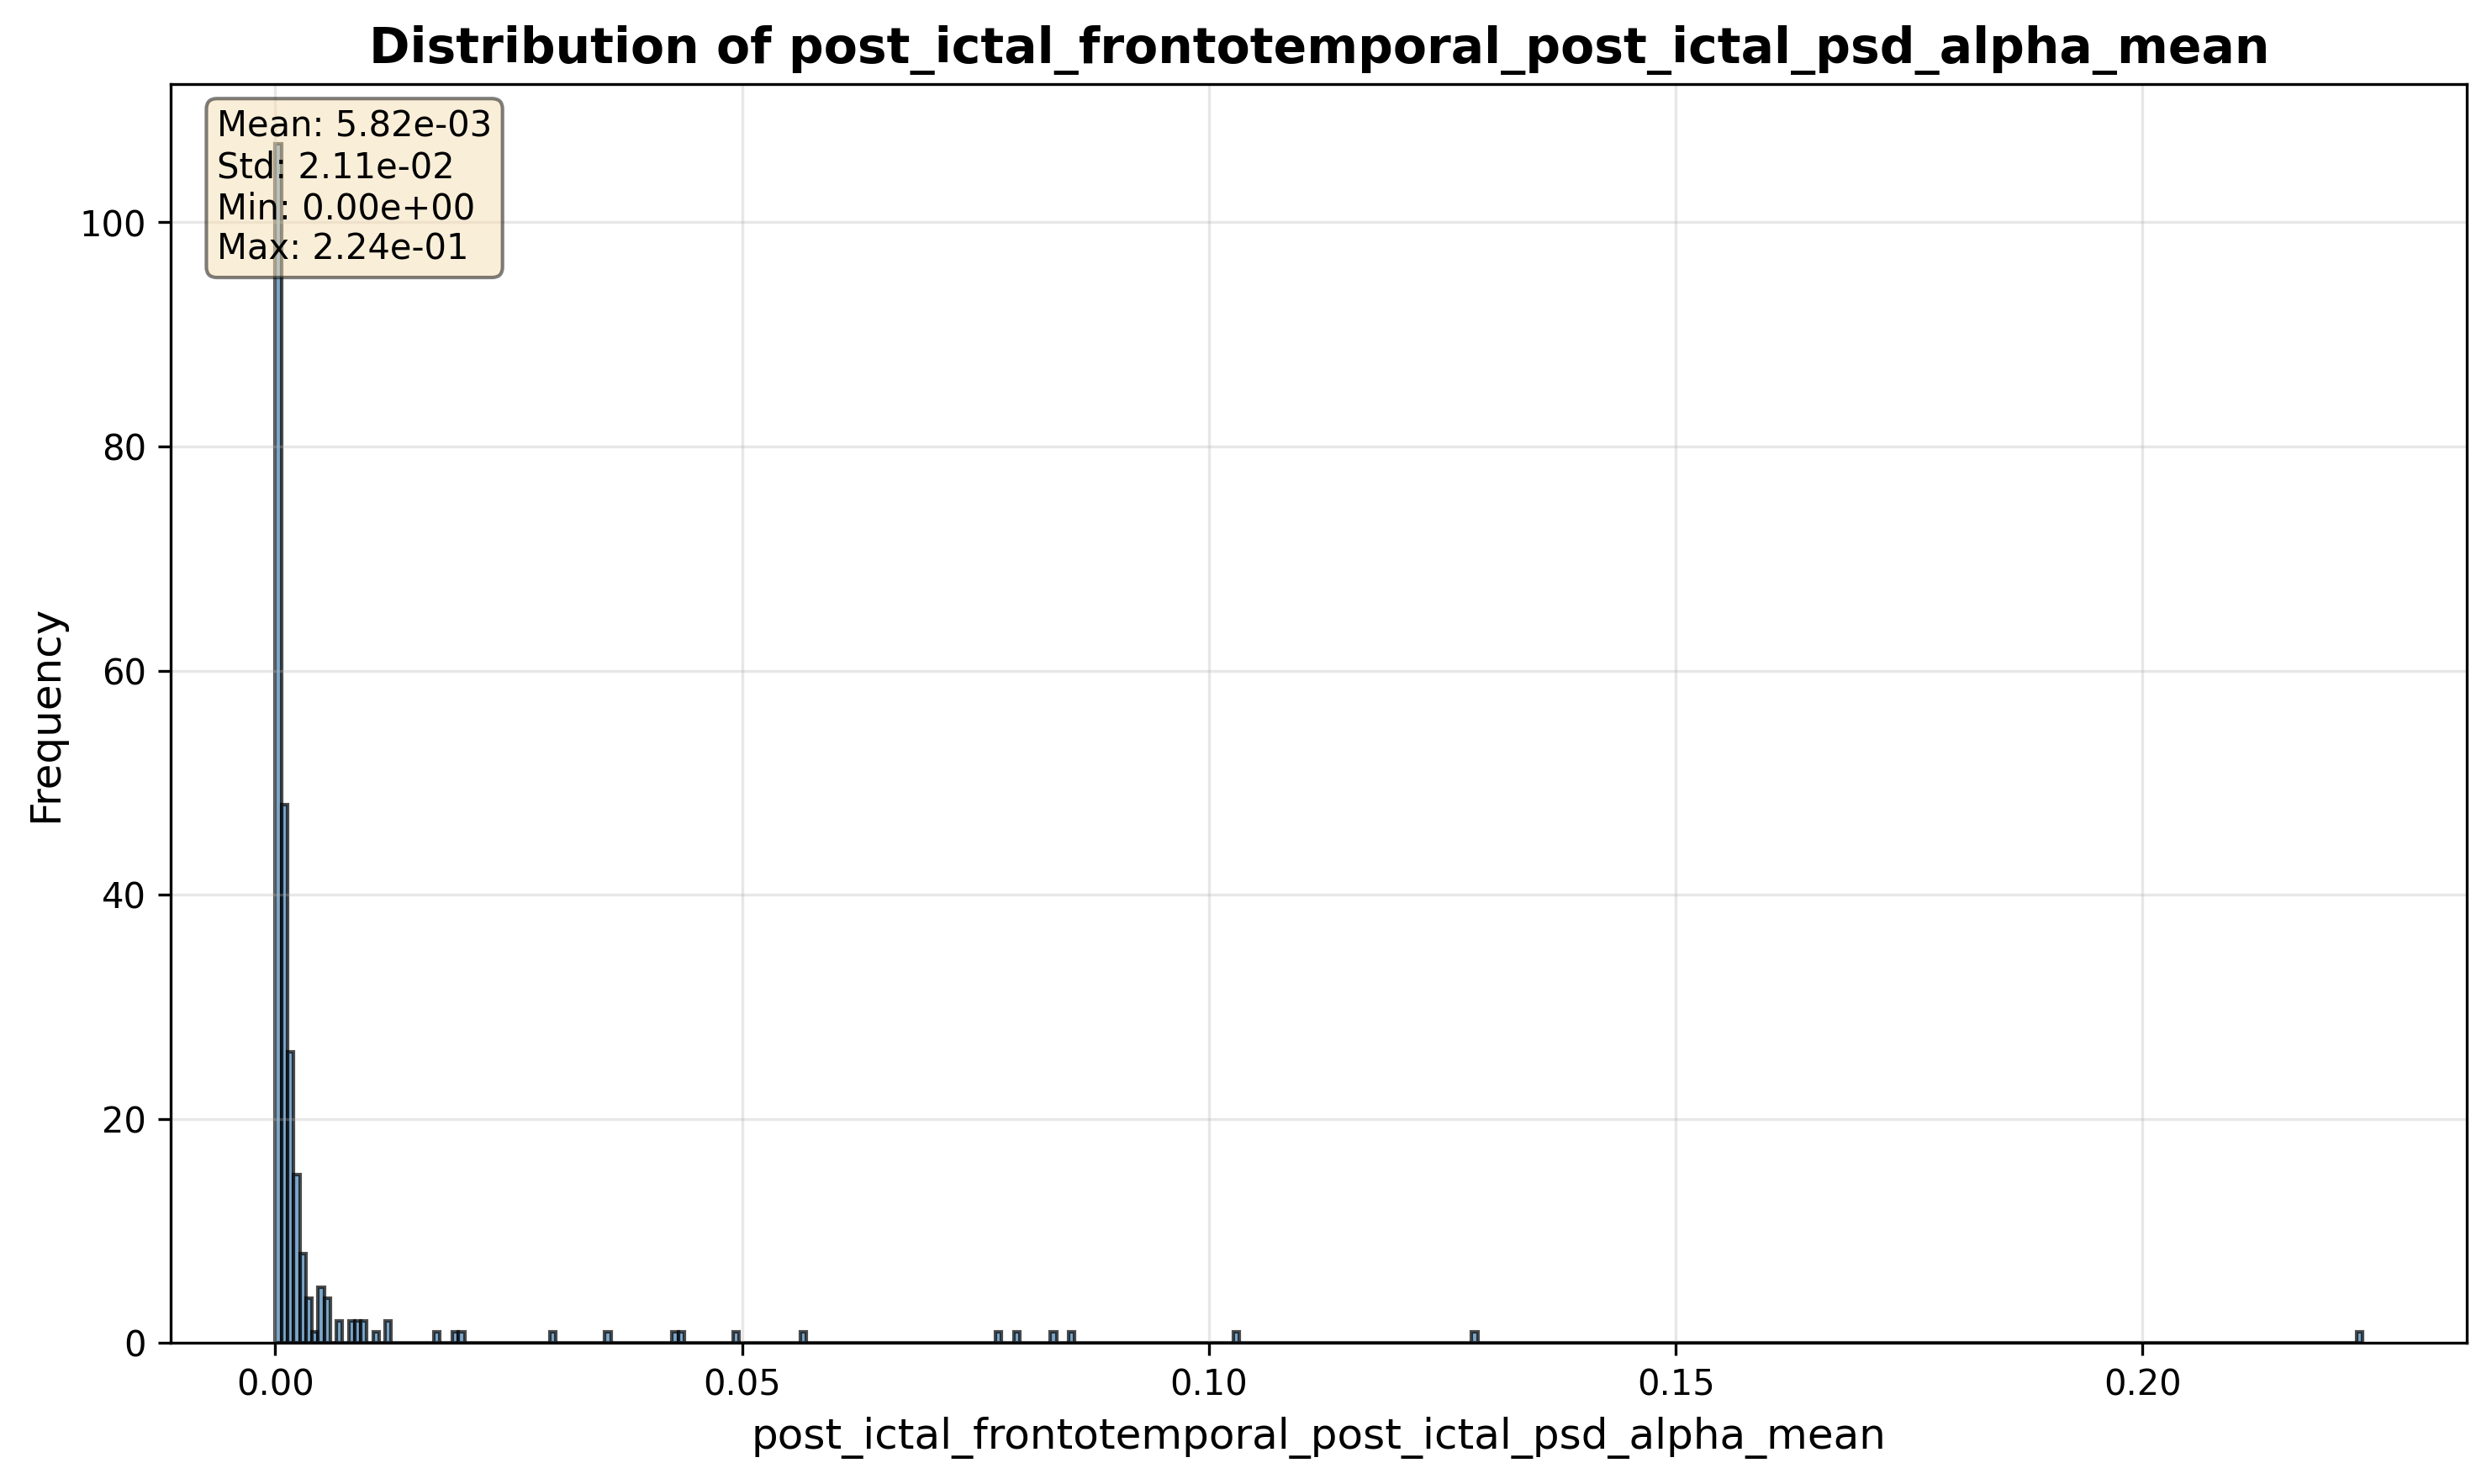 Distribution of post_ictal_frontotemporal_post_ictal_psd_alpha_mean
Mean: 5.82e-03
Std: 2.11e-02
Min: 0.00e+00
Max: 2.24e-01
100
80
60
40
20
0
Frequency
0.00 0.05 0.10 0.15 0.20
post_ictal_frontotemporal_post_ictal_psd_alpha_mean